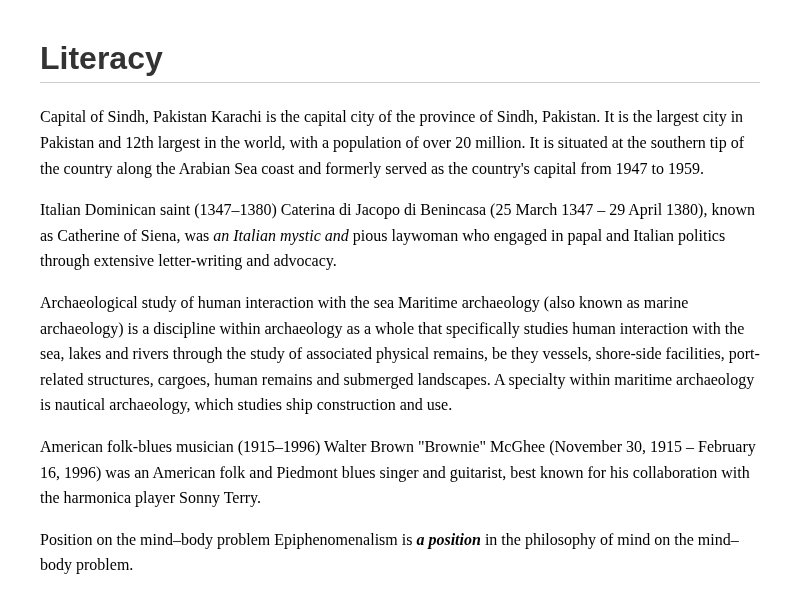 Literacy
Capital of Sindh, Pakistan Karachi is the capital city of the province of Sindh, Pakistan. It is the largest city in
Pakistan and 12th largest in the world, with a population of over 20 million. It is situated at the southern tip of
the country along the Arabian Sea coast and formerly served as the country's capital from 1947 to 1959.
Italian Dominican saint (1347–1380) Caterina di Jacopo di Benincasa (25 March 1347 – 29 April 1380), known
as Catherine of Siena, was an Italian mystic and pious laywoman who engaged in papal and Italian politics
through extensive letter-writing and advocacy.
Archaeological study of human interaction with the sea Maritime archaeology (also known as marine
archaeology) is a discipline within archaeology as a whole that specifically studies human interaction with the
sea, lakes and rivers through the study of associated physical remains, be they vessels, shore-side facilities, port-
related structures, cargoes, human remains and submerged landscapes. A specialty within maritime archaeology
is nautical archaeology, which studies ship construction and use.
American folk-blues musician (1915–1996) Walter Brown "Brownie" McGhee (November 30, 1915 – February
16, 1996) was an American folk and Piedmont blues singer and guitarist, best known for his collaboration with
the harmonica player Sonny Terry.
Position on the mind–body problem Epiphenomenalism is a position in the philosophy of mind on the mind–
body problem.